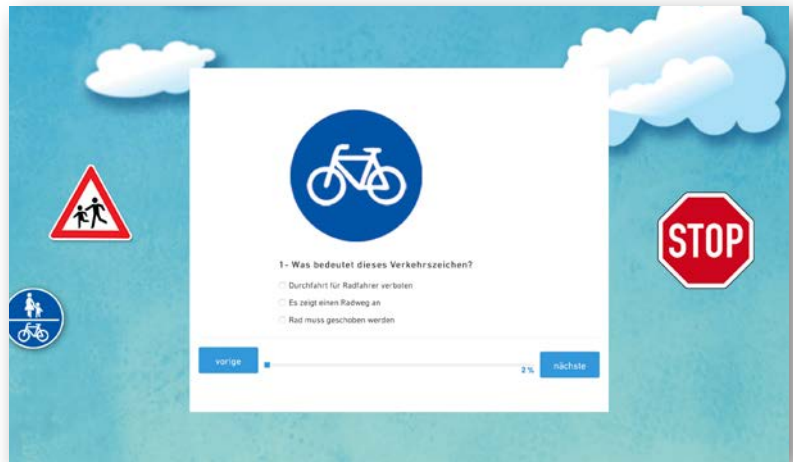 1- Was bedeutet dieses Verkehrszeichen?
Durchfahrt für Radfahrer verboten
Es zeigt einen Radweg an
Rad muss geschoben werden
vorige
2%
nächste
STOP